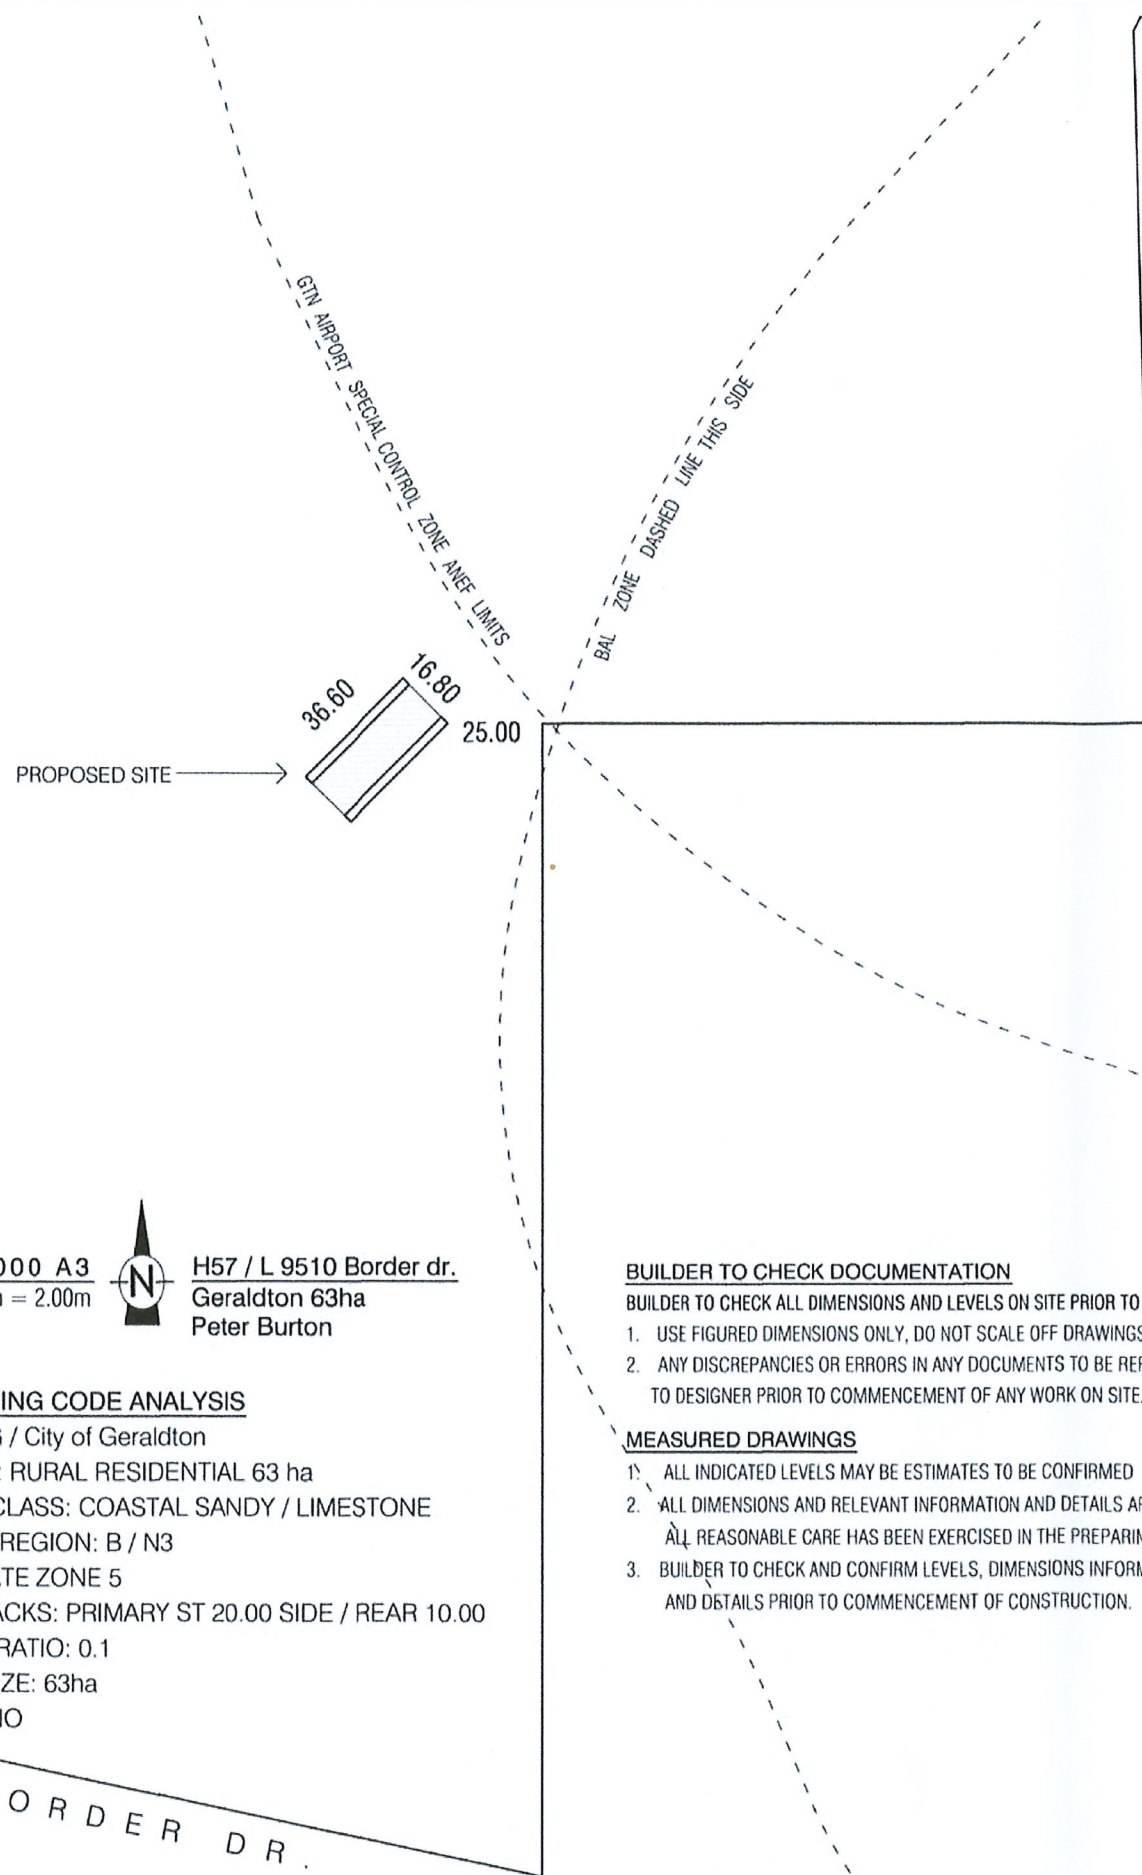 GTN AIRPORT SPECIAL CONTROL ZONE ANEF LIMITS
BAL ZONE DASHED LINE THIS SIDE
36.60
16.80
25.00
PROPOSED SITE
000 A3
= 2.00m
N
H57 / L 9510 Border dr.
Geraldton 63ha
Peter Burton
ING CODE ANALYSIS
/ City of Geraldton
: RURAL RESIDENTIAL 63 ha
CLASS: COASTAL SANDY / LIMESTONE
REGION: B / N3
TE ZONE 5
ACKS: PRIMARY ST 20.00 SIDE / REAR 10.00
RATIO: 0.1
ZE: 63ha
ORDER DR.
BUILDER TO CHECK DOCUMENTATION
BUILDER TO CHECK ALL DIMENSIONS AND LEVELS ON SITE PRIOR TO
1. USE FIGURED DIMENSIONS ONLY, DO NOT SCALE OFF DRAWINGS
2. ANY DISCREPANCIES OR ERRORS IN ANY DOCUMENTS TO BE REF
TO DESIGNER PRIOR TO COMMENCEMENT OF ANY WORK ON SITE.
MEASURED DRAWINGS
1. ALL INDICATED LEVELS MAY BE ESTIMATES TO BE CONFIRMED
2. ALL DIMENSIONS AND RELEVANT INFORMATION AND DETAILS AR
ALL REASONABLE CARE HAS BEEN EXERCISED IN THE PREPARIN
3. BUILDER TO CHECK AND CONFIRM LEVELS, DIMENSIONS INFORM
AND DETAILS PRIOR TO COMMENCEMENT OF CONSTRUCTION.